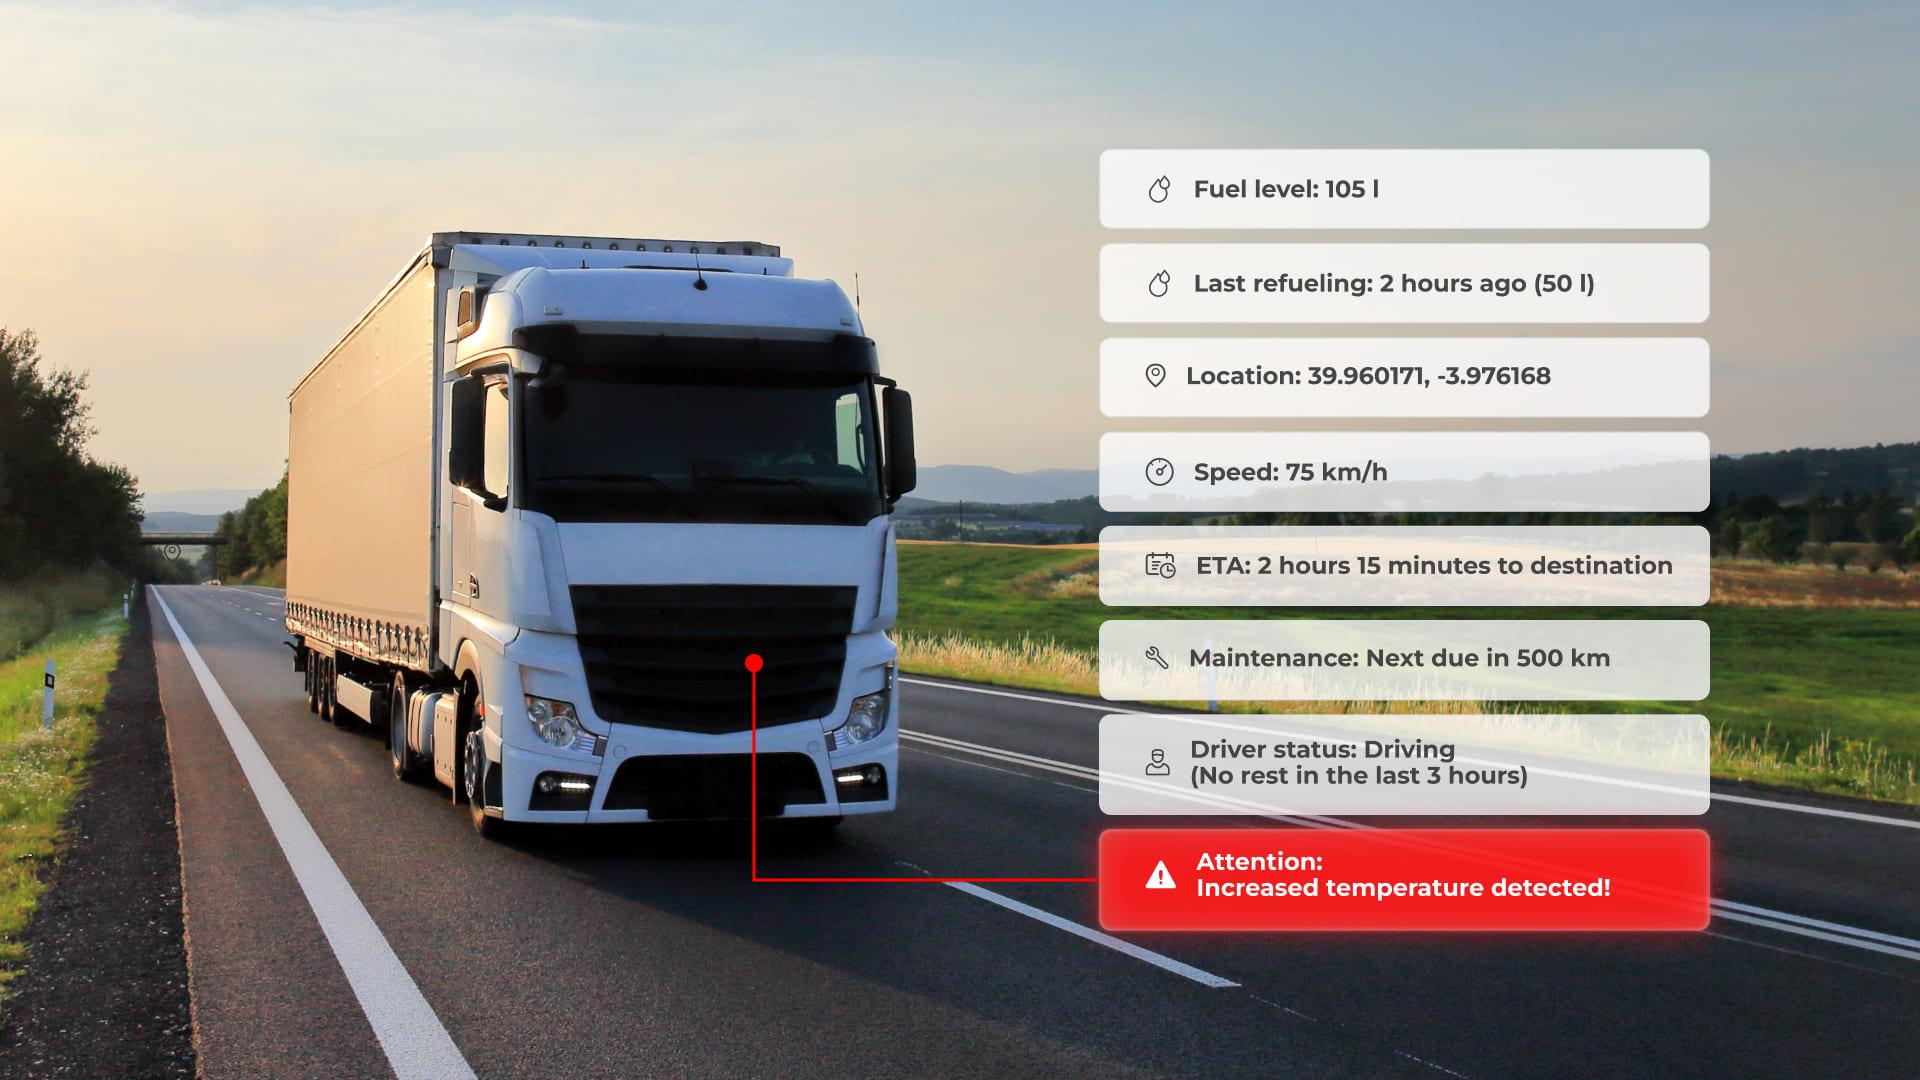 Fuel level: 105 l
Last refueling: 2 hours ago (50 l)
Location: 39.960171, -3.976168
Speed: 75 km/h
ETA: 2 hours 15 minutes to destination
Maintenance: Next due in 500 km
Driver status: Driving
(No rest in the last 3 hours)
Attention:
Increased temperature detected!